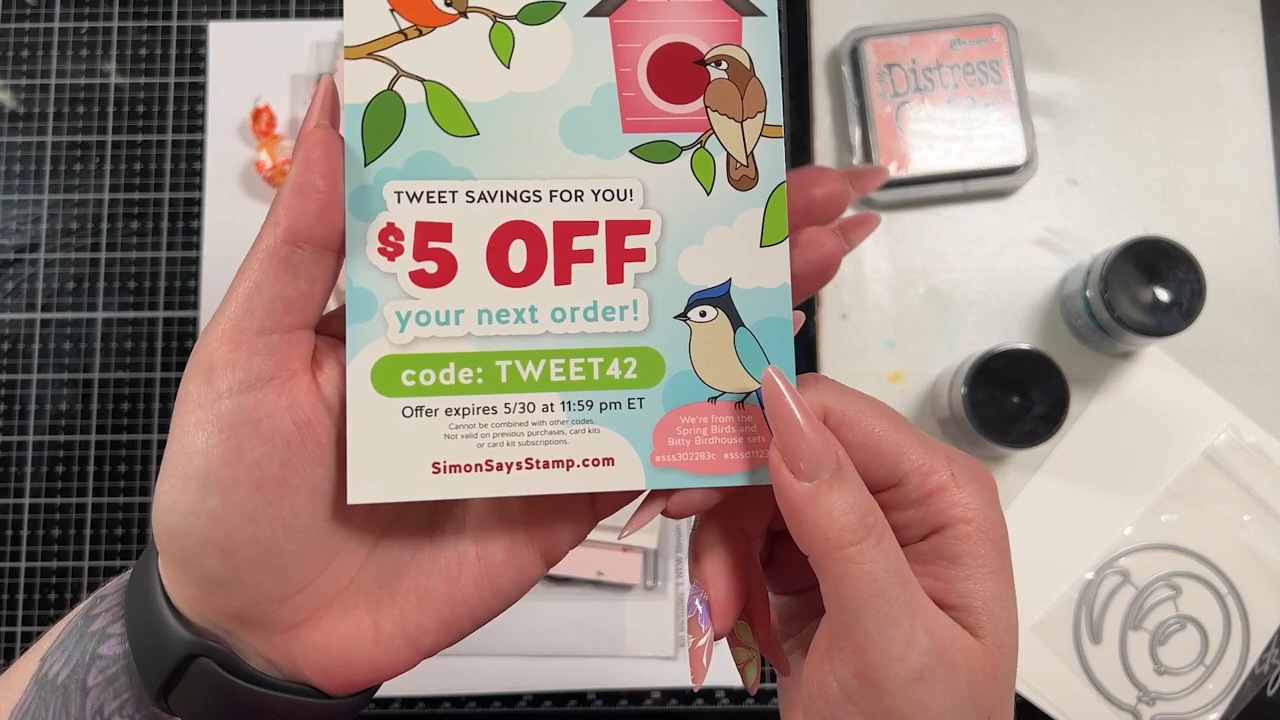 Distress
TWEET SAVINGS FOR YOU!
$5 OFF
your next order!
code: TWEET42
Offer expires 5/30 at 11:59 pm ET
Cannot be combined with other codes.
Not valid on previous purchases, card kits
or card kit subscriptions.
SimonSaysStamp.com
We're from the
Spring Birds and
Bitty Birdhouse sets
#sss302283c #sssd1123